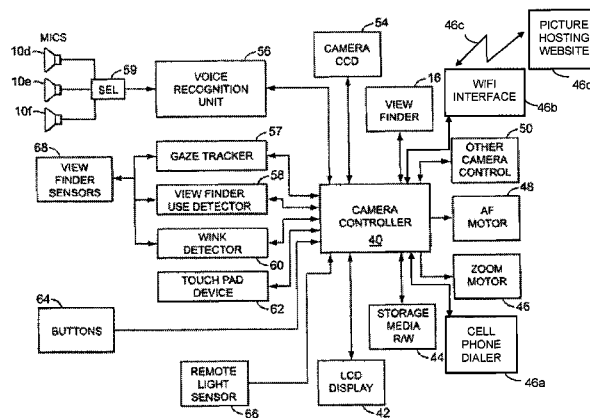 MICS
10d
10e
10f
59
SEL
56
VOICE
RECOGNITION
UNIT
54
CAMERA
CCD
16
VIEW
FINDER
46c
PICTURE
HOSTING
WEBSITE
46d
WIFI
INTERFACE
46b
50
OTHER
CAMERA
CONTROL
48
AF
MOTOR
ZOOM
MOTOR
46
CELL
PHONE
DIALER
46a
68
VIEW
FINDER
SENSORS
57
GAZE TRACKER
58
VIEW FINDER
USE DETECTOR
WINK
DETECTOR
60
TOUCH PAD
DEVICE
62
CAMERA
CONTROLLER
40
64
BUTTONS
REMOTE
LIGHT
SENSOR
66
LCD
DISPLAY
42
STORAGE
MEDIA
R/W
44